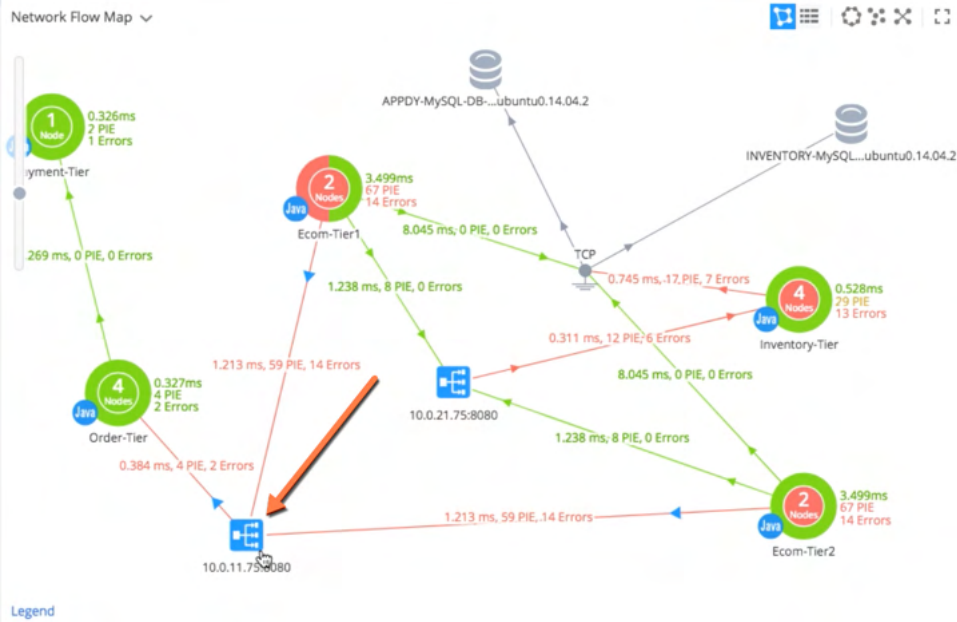 Network Flow Map
APPDY-MySQL-DB-...ubuntu0.14.04.2
INVENTORY-MySQL...ubuntu0.14.04.2
1
Node
0.326ms
2 PIE
1 Errors
yment-Tier
2
Nodes
Java
3.499ms
67 PIE
14 Errors
Ecom-Tier1
8.045 ms, 0 PIE, 0 Errors
.269 ms, 0 PIE, 0 Errors
TCP
1.238 ms, 8 PIE, 0 Errors
0.745 ms, 17 PIE, 7 Errors
4
Nodes
Java
0.528ms
29 PIE
13 Errors
Inventory-Tier
0.311 ms, 12 PIE, 6 Errors
1.213 ms, 59 PIE, 14 Errors
8.045 ms, 0 PIE, 0 Errors
4
Nodes
Java
0.327ms
4 PIE
2 Errors
Order-Tier
10.0.21.75:8080
1.238 ms, 8 PIE, 0 Errors
0.384 ms, 4 PIE, 2 Errors
2
Nodes
Java
3.499ms
67 PIE
14 Errors
Ecom-Tier2
1.213 ms, 59 PIE, 14 Errors
10.0.11.75:8080
Legend